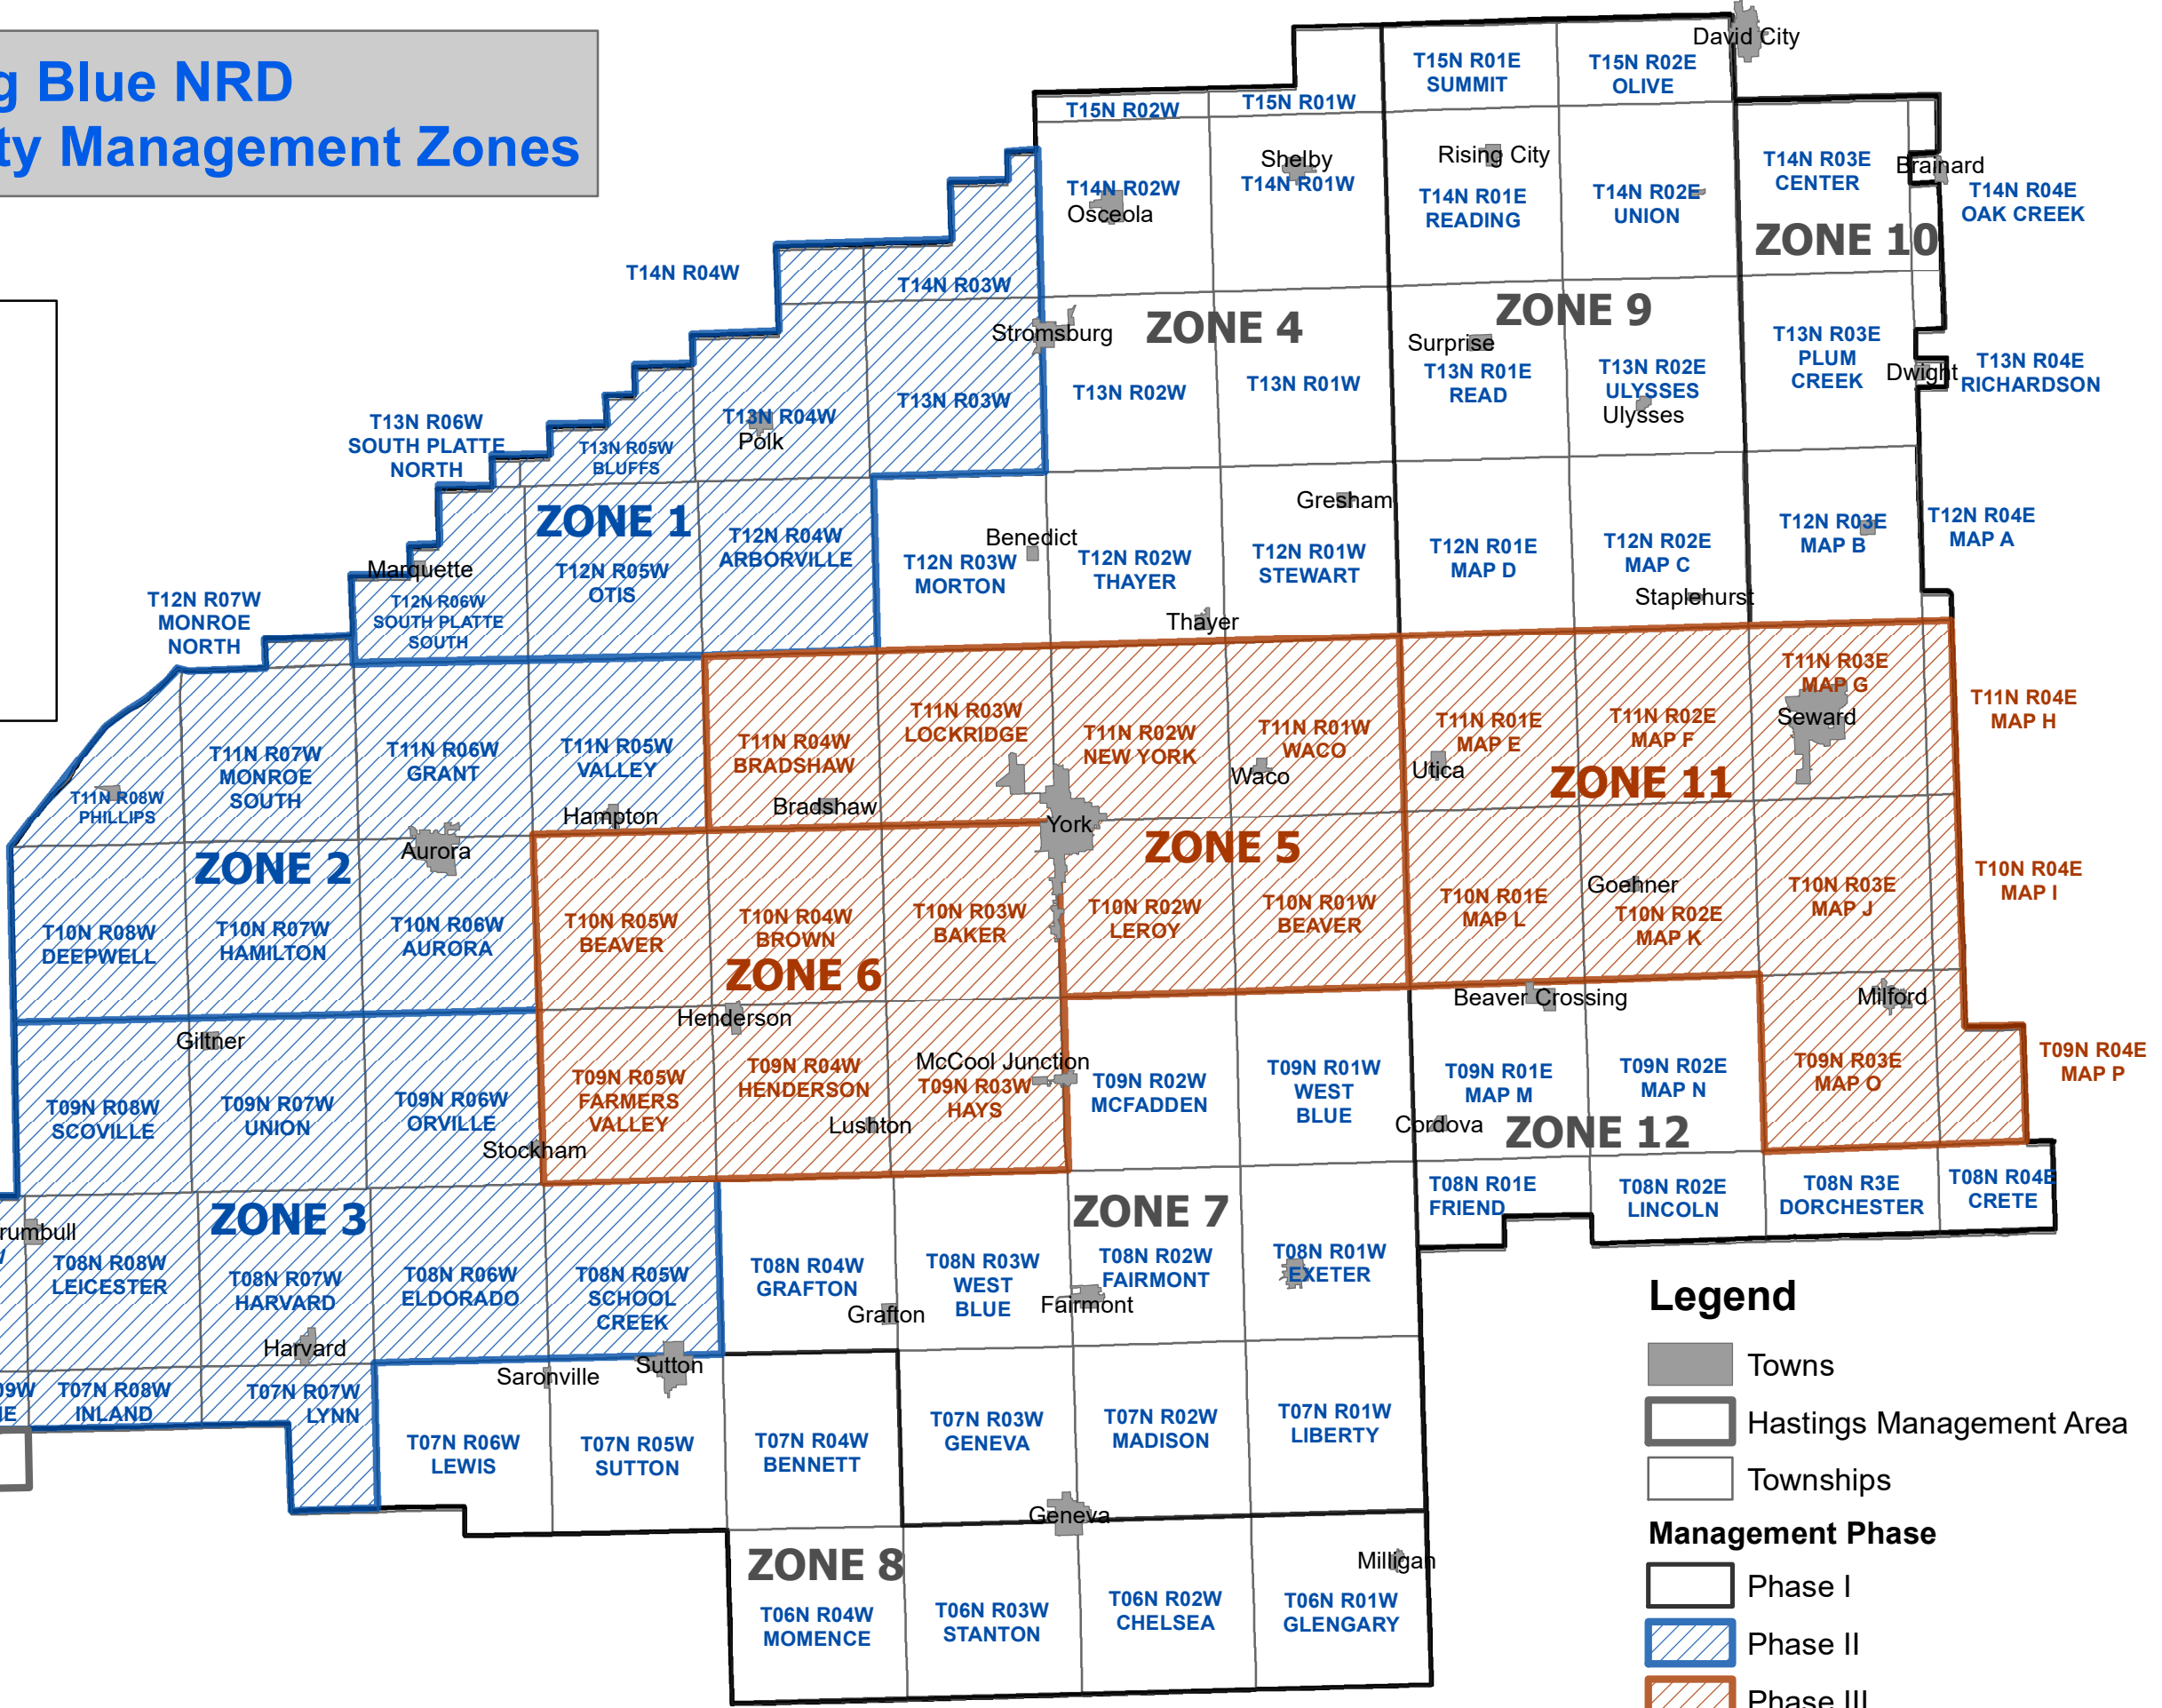 g Blue NRD
ty Management Zones
David City
T15N R01E
SUMMIT
T15N R02E
OLIVE
T15N R02W
T15N R01W
Shelby
T14N R01W
Rising City
T14N R01E
READING
T14N R02E
UNION
T14N R03E
CENTER
Brainard
T14N R04E
OAK CREEK
T14N R02W
Osceola
ZONE 10
T14N R04W
T14N R03W
Stromsburg
ZONE 4
ZONE 9
Surprise
T13N R01E
READ
T13N R02E
ULYSSES
Ulysses
T13N R03E
PLUM
CREEK
Dwight
T13N R04E
RICHARDSON
T13N R06W
SOUTH PLATTE
NORTH
T13N R05W
BLUFFS
T13N R04W
Polk
T13N R03W
T13N R02W
T13N R01W
ZONE 1
Marquette
T12N R06W
SOUTH PLATTE
SOUTH
T12N R05W
OTIS
T12N R04W
ARBORVILLE
Benedict
T12N R03W
MORTON
T12N R02W
THAYER
Thayer
Gresham
T12N R01W
STEWART
T12N R01E
MAP D
T12N R02E
MAP C
Staplehurst
T12N R03E
MAP B
T12N R04E
MAP A
T12N R07W
MONROE
NORTH
T11N R08W
PHILLIPS
T11N R07W
MONROE
SOUTH
T11N R06W
GRANT
T11N R05W
VALLEY
Hampton
T11N R04W
BRADSHAW
Bradshaw
T11N R03W
LOCKRIDGE
T11N R02W
NEW YORK
T11N R01W
WACO
Waco
T11N R01E
MAP E
Utica
T11N R02E
MAP F
T11N R03E
MAP G
Seward
T11N R04E
MAP H
ZONE 11
ZONE 2
Aurora
York
ZONE 5
T10N R08W
DEEPWELL
T10N R07W
HAMILTON
T10N R06W
AURORA
T10N R05W
BEAVER
T10N R04W
BROWN
T10N R03W
BAKER
T10N R02W
LEROY
T10N R01W
BEAVER
T10N R01E
MAP L
Goehner
T10N R02E
MAP K
T10N R03E
MAP J
T10N R04E
MAP I
ZONE 6
Henderson
Beaver Crossing
Milford
Giltner
T09N R08W
SCOVILLE
T09N R07W
UNION
T09N R06W
ORVILLE
Stockham
T09N R05W
FARMERS
VALLEY
T09N R04W
HENDERSON
Lushton
McCool Junction
T09N R03W
HAYS
T09N R02W
MCFADDEN
T09N R01W
WEST
BLUE
T09N R01E
MAP M
Cordova
T09N R02E
MAP N
ZONE 12
T09N R03E
MAP O
T09N R04E
MAP P
T08N R01E
FRIEND
T08N R02E
LINCOLN
T08N R3E
DORCHESTER
T08N R04E
CRETE
rumbull
ZONE 3
ZONE 7
T08N R08W
LEICESTER
T08N R07W
HARVARD
Harvard
T08N R06W
ELDORADO
T08N R05W
SCHOOL
CREEK
T08N R04W
GRAFTON
Grafton
T08N R03W
WEST
BLUE
T08N R02W
FAIRMONT
Fairmont
T08N R01W
EXETER
09W
NE
T07N R08W
INLAND
T07N R07W
LYNN
Saronville
Sutton
T07N R06W
LEWIS
T07N R05W
SUTTON
T07N R04W
BENNETT
T07N R03W
GENEVA
T07N R02W
MADISON
T07N R01W
LIBERTY
Geneva
Milligan
ZONE 8
T06N R04W
MOMENCE
T06N R03W
STANTON
T06N R02W
CHELSEA
T06N R01W
GLENGARY
Legend
Towns
Hastings Management Area
Townships
Management Phase
Phase I
Phase II
Phase III